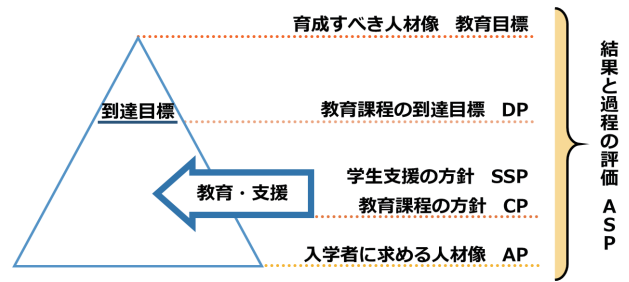 育成すべき人材像 教育目標
到達目標
教育課程の到達目標 DP
学生支援の方針 SSP
教育・支援
教育課程の方針 CP
入学者に求める人材像 AP
結果と過程の評価 ASP